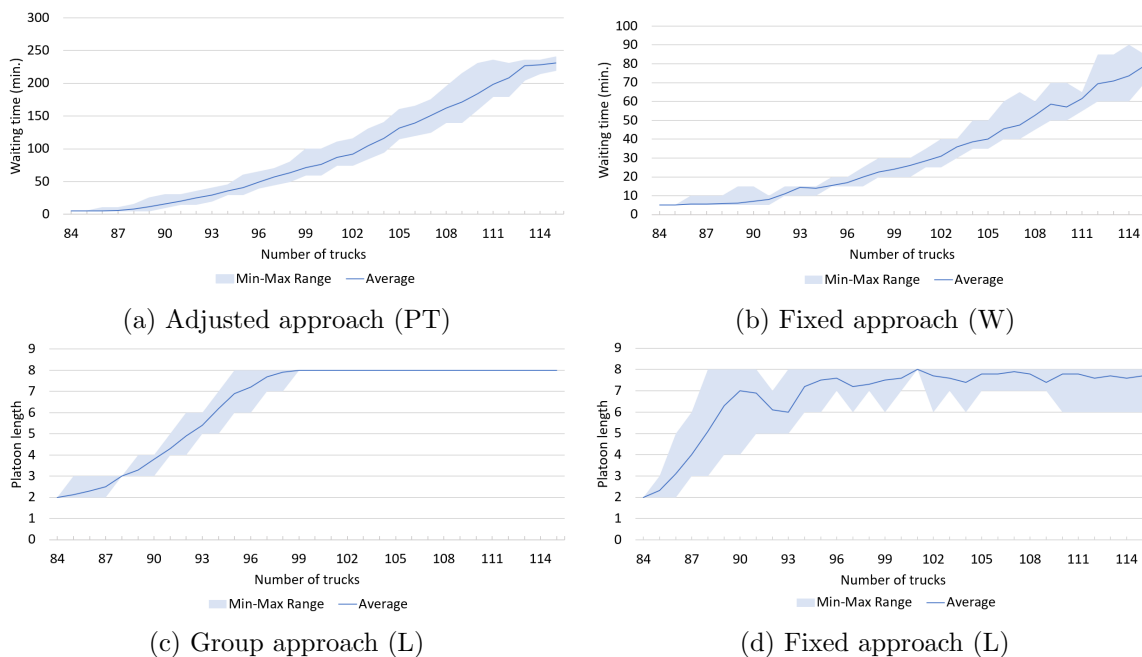 300
250
200
150
100
50
0
Waiting time (min.)
84 87 90 93 96 99 102 105 108 111 114
Number of trucks
Min-Max Range Average
(a) Adjusted approach (PT)
100
90
80
70
60
50
40
30
20
10
0
Waiting time (min.)
84 87 90 93 96 99 102 105 108 111 114
Number of trucks
Min-Max Range Average
(b) Fixed approach (W)
9
8
7
6
5
4
3
2
1
0
Platoon length
84 87 90 93 96 99 102 105 108 111 114
Number of trucks
Min-Max Range Average
(c) Group approach (L)
9
8
7
6
5
4
3
2
1
0
Platoon length
84 87 90 93 96 99 102 105 108 111 114
Number of trucks
Min-Max Range Average
(d) Fixed approach (L)